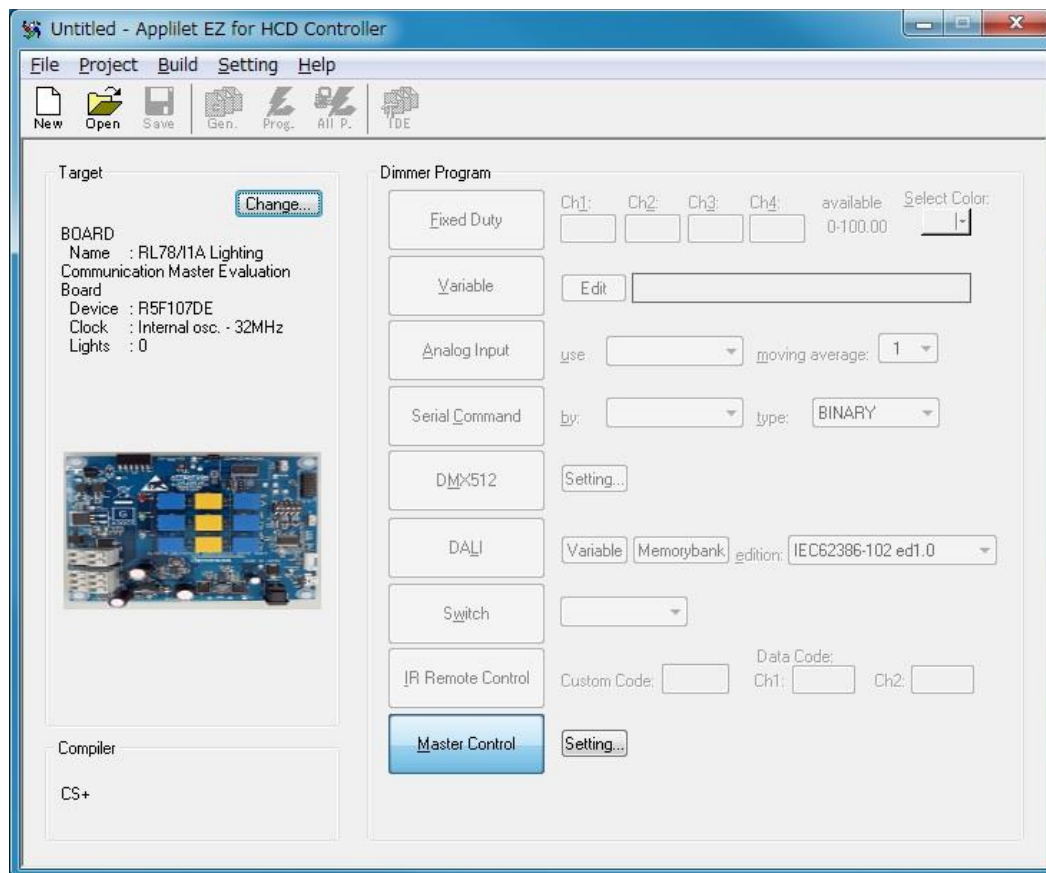 Untitled - Applilet EZ for HCD Controller
File Project Build Setting Help
New Open Save Gen. Prog. All P. IDE
Target
Change...
BOARD
Name : RL78/I1A Lighting
Communication Master Evaluation
Board
Device : R5F107DE
Clock : Internal osc. - 32MHz
Lights : 0
Compiler
CS+
Dimmer Program
Fixed Duty Ch1: Ch2: Ch3: Ch4: available Select Color:
0-100.00
Variable Edit
Analog Input use moving average: 1
Serial Command by: type: BINARY
DMX512 Setting...
DALI Variable Memorybank edition: IEC62386-102 ed1.0
Switch
IR Remote Control Custom Code: Data Code:
Ch1: Ch2:
Master Control Setting...